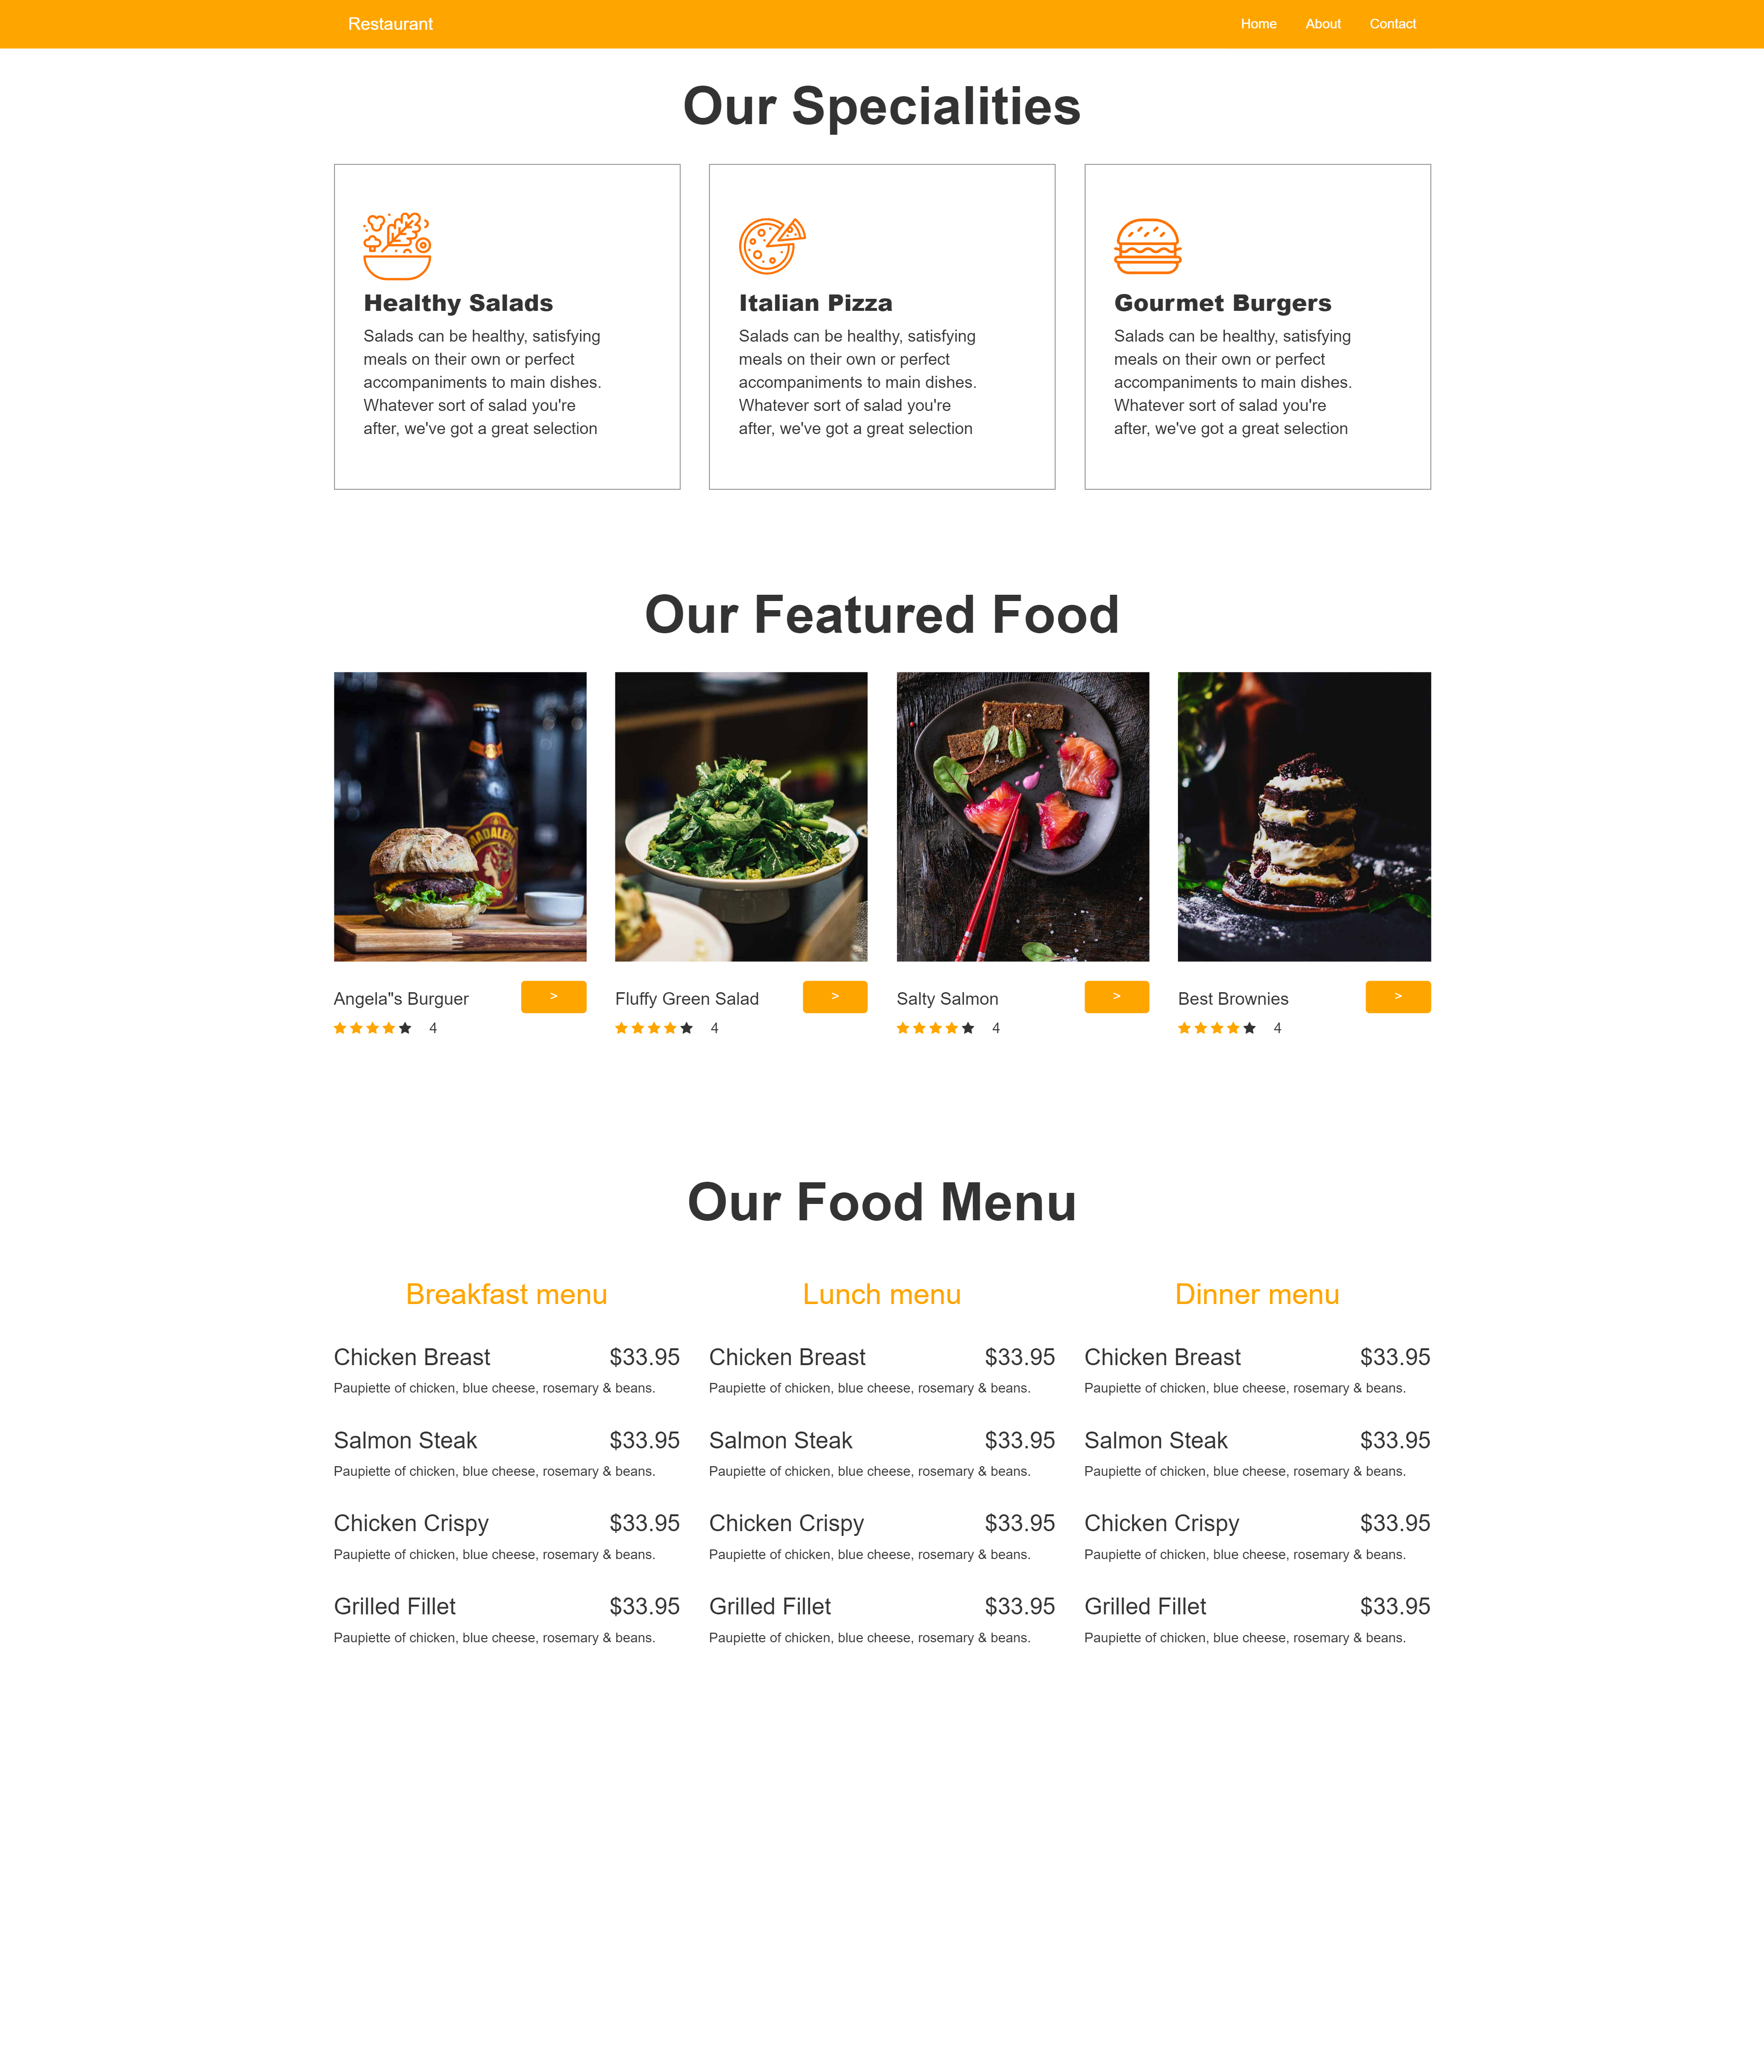 Restaurant
Home About Contact
Our Specialities
Healthy Salads
Salads can be healthy, satisfying
meals on their own or perfect
accompaniments to main dishes.
Whatever sort of salad you're
after, we've got a great selection
Italian Pizza
Salads can be healthy, satisfying
meals on their own or perfect
accompaniments to main dishes.
Whatever sort of salad you're
after, we've got a great selection
Gourmet Burgers
Salads can be healthy, satisfying
meals on their own or perfect
accompaniments to main dishes.
Whatever sort of salad you're
after, we've got a great selection
Our Featured Food
Angela"s Burguer >
4
Fluffy Green Salad >
4
Salty Salmon >
4
Best Brownies >
4
Our Food Menu
Breakfast menu
Chicken Breast $33.95
Paupiette of chicken, blue cheese, rosemary & beans.
Salmon Steak $33.95
Paupiette of chicken, blue cheese, rosemary & beans.
Chicken Crispy $33.95
Paupiette of chicken, blue cheese, rosemary & beans.
Grilled Fillet $33.95
Paupiette of chicken, blue cheese, rosemary & beans.
Lunch menu
Chicken Breast $33.95
Paupiette of chicken, blue cheese, rosemary & beans.
Salmon Steak $33.95
Paupiette of chicken, blue cheese, rosemary & beans.
Chicken Crispy $33.95
Paupiette of chicken, blue cheese, rosemary & beans.
Grilled Fillet $33.95
Paupiette of chicken, blue cheese, rosemary & beans.
Dinner menu
Chicken Breast $33.95
Paupiette of chicken, blue cheese, rosemary & beans.
Salmon Steak $33.95
Paupiette of chicken, blue cheese, rosemary & beans.
Chicken Crispy $33.95
Paupiette of chicken, blue cheese, rosemary & beans.
Grilled Fillet $33.95
Paupiette of chicken, blue cheese, rosemary & beans.